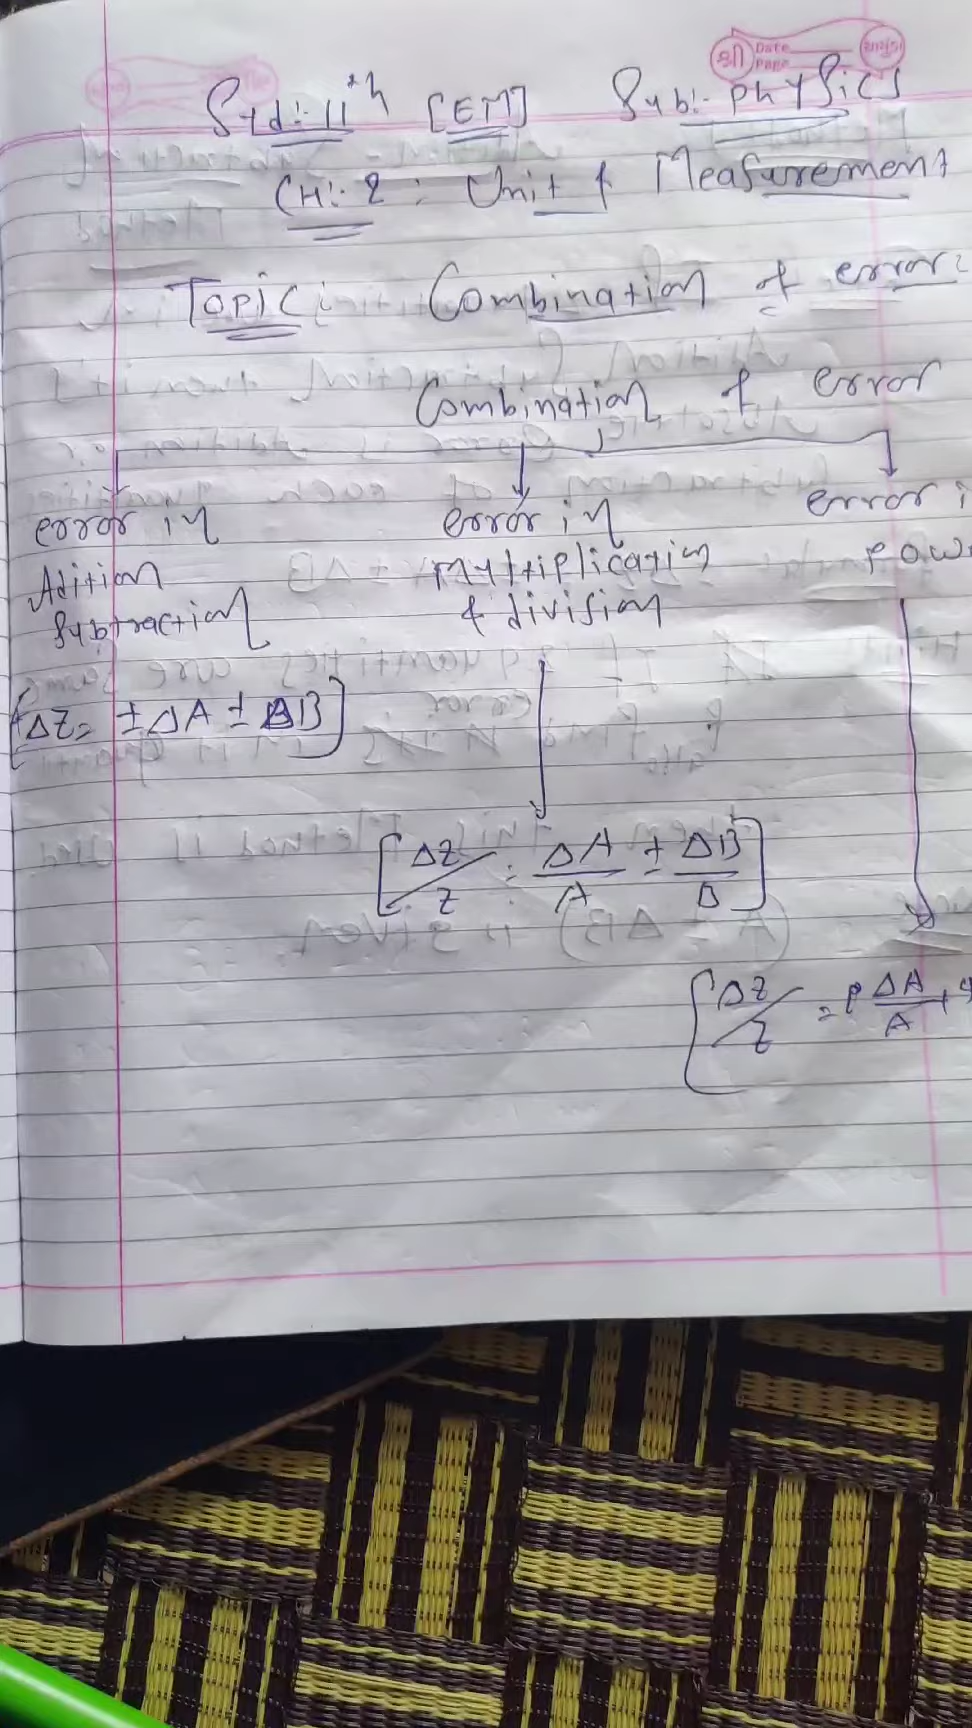 श्री Date Page
Std:- 11th [EM] Sub:- Physics
CH:- 2 : Unit & Measurement
Topic: Combination of error:
Combination of error
error in error in error i
Adition Multiplication pow
Subtraction & division
[ΔZ= ±ΔA ± ΔB]
[ΔZ/Z = ΔA/A ± ΔB/B]
[ΔZ/Z = P ΔA/A +